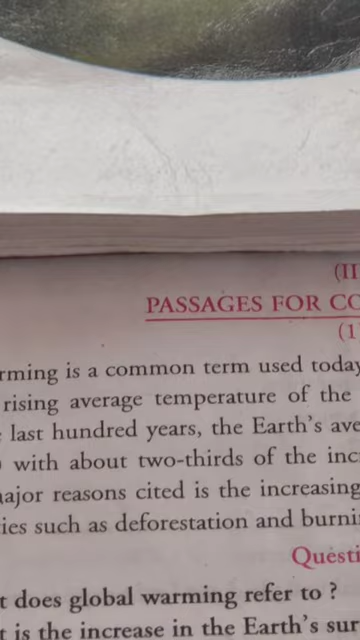 (II
PASSAGES FOR CO
(1
rming is a common term used today
rising average temperature of the
last hundred years, the Earth's ave
with about two-thirds of the inc
ajor reasons cited is the increasing
ies such as deforestation and burni
Questi
t does global warming refer to ?
t is the increase in the Earth's sur